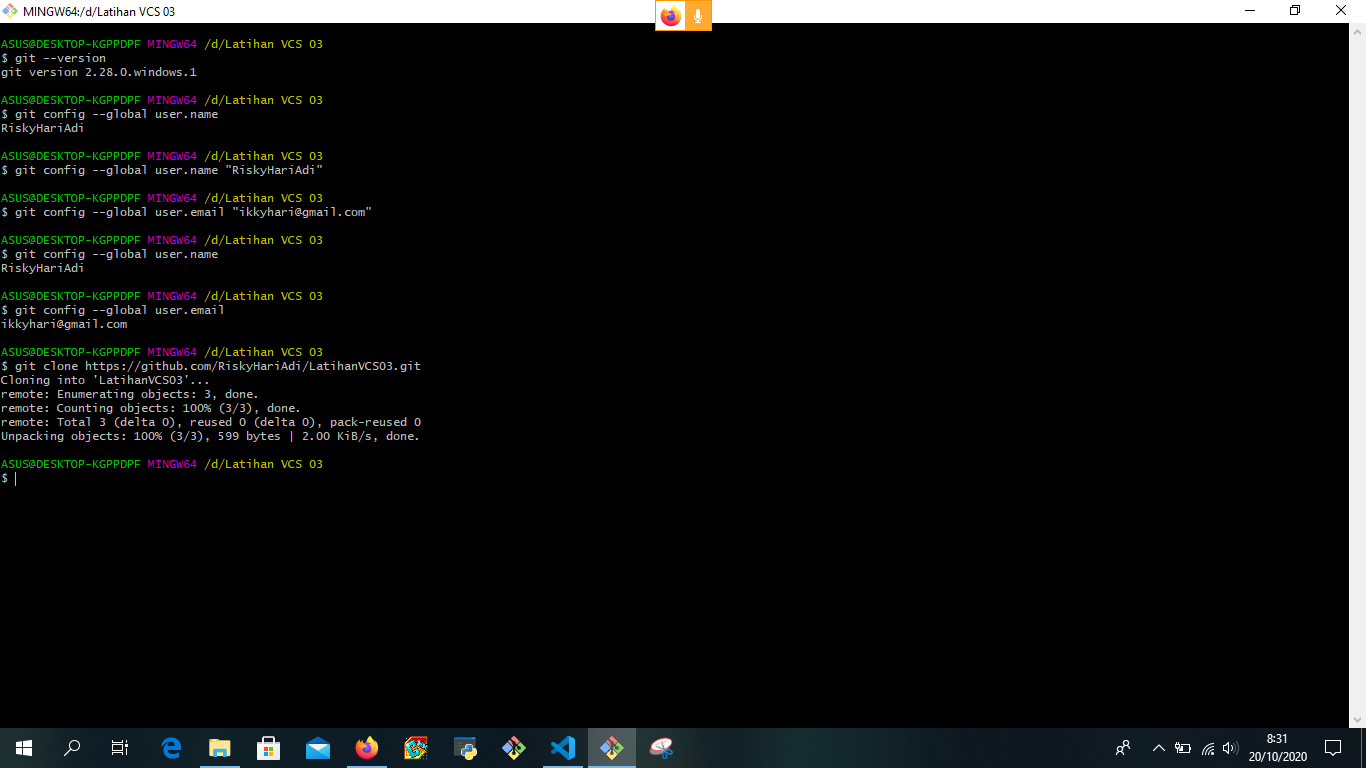 MINGW64:/d/Latihan VCS 03
ASUS@DESKTOP-KGPPDPF MINGW64 /d/Latihan VCS 03
$ git --version
git version 2.28.0.windows.1
ASUS@DESKTOP-KGPPDPF MINGW64 /d/Latihan VCS 03
$ git config --global user.name
RiskyHariAdi
ASUS@DESKTOP-KGPPDPF MINGW64 /d/Latihan VCS 03
$ git config --global user.name "RiskyHariAdi"
ASUS@DESKTOP-KGPPDPF MINGW64 /d/Latihan VCS 03
$ git config --global user.email "ikkyhari@gmail.com"
ASUS@DESKTOP-KGPPDPF MINGW64 /d/Latihan VCS 03
$ git config --global user.name
RiskyHariAdi
ASUS@DESKTOP-KGPPDPF MINGW64 /d/Latihan VCS 03
$ git config --global user.email
ikkyhari@gmail.com
ASUS@DESKTOP-KGPPDPF MINGW64 /d/Latihan VCS 03
$ git clone https://github.com/RiskyHariAdi/LatihanVCS03.git
Cloning into 'LatihanVCS03'...
remote: Enumerating objects: 3, done.
remote: Counting objects: 100% (3/3), done.
remote: Total 3 (delta 0), reused 0 (delta 0), pack-reused 0
Unpacking objects: 100% (3/3), 599 bytes | 2.00 KiB/s, done.
ASUS@DESKTOP-KGPPDPF MINGW64 /d/Latihan VCS 03
$
8:31
20/10/2020